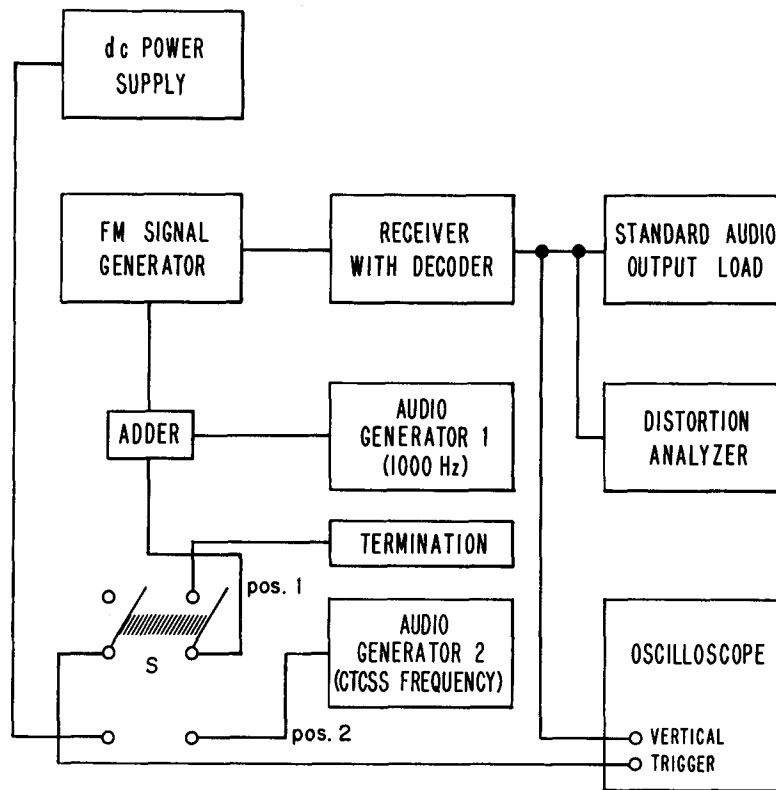 dc POWER
SUPPLY
FM SIGNAL
GENERATOR
RECEIVER
WITH DECODER
STANDARD AUDIO
OUTPUT LOAD
ADDER
AUDIO
GENERATOR 1
(1000 Hz)
DISTORTION
ANALYZER
TERMINATION
pos. 1
S
AUDIO
GENERATOR 2
(CTCSS FREQUENCY)
pos. 2
OSCILLOSCOPE
VERTICAL
TRIGGER